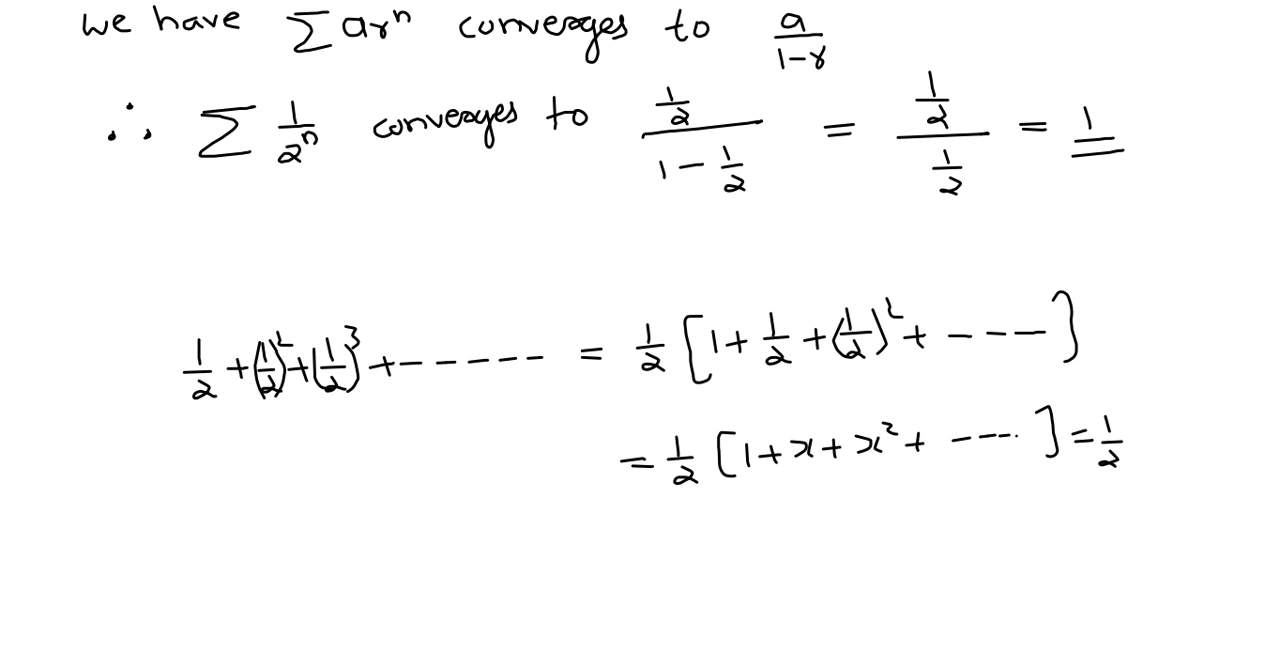 we have ∑ arⁿ converges to a/(1-r)
∴ ∑ 1/2ⁿ converges to (1/2)/(1 - 1/2) = (1/2)/(1/2) = 1
1/2 + (1/2)² + (1/2)³ + ------ = 1/2 [1 + 1/2 + (1/2)² + ----]
= 1/2 [1 + x + x² + ----] = 1/2